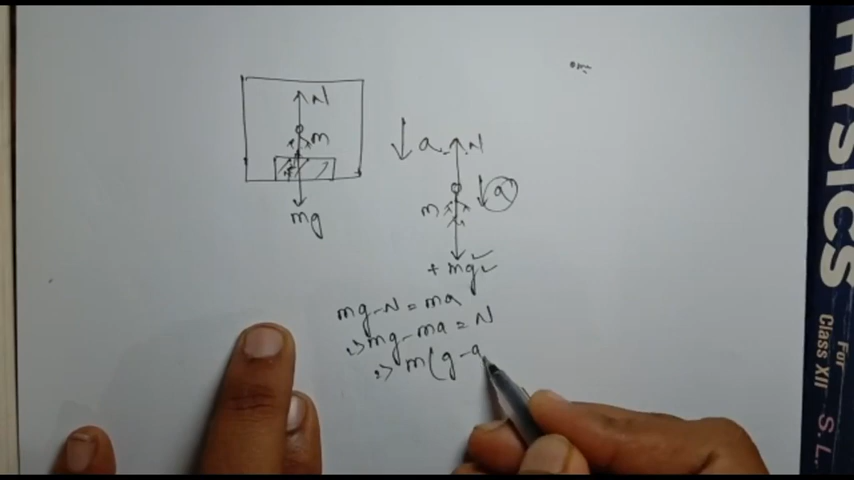 N
m
mg
a
N
m
a
+ mg
mg - N = ma
=> mg - ma = N
=> m(g - a
PHYSICS
For
Class XII
S. L.